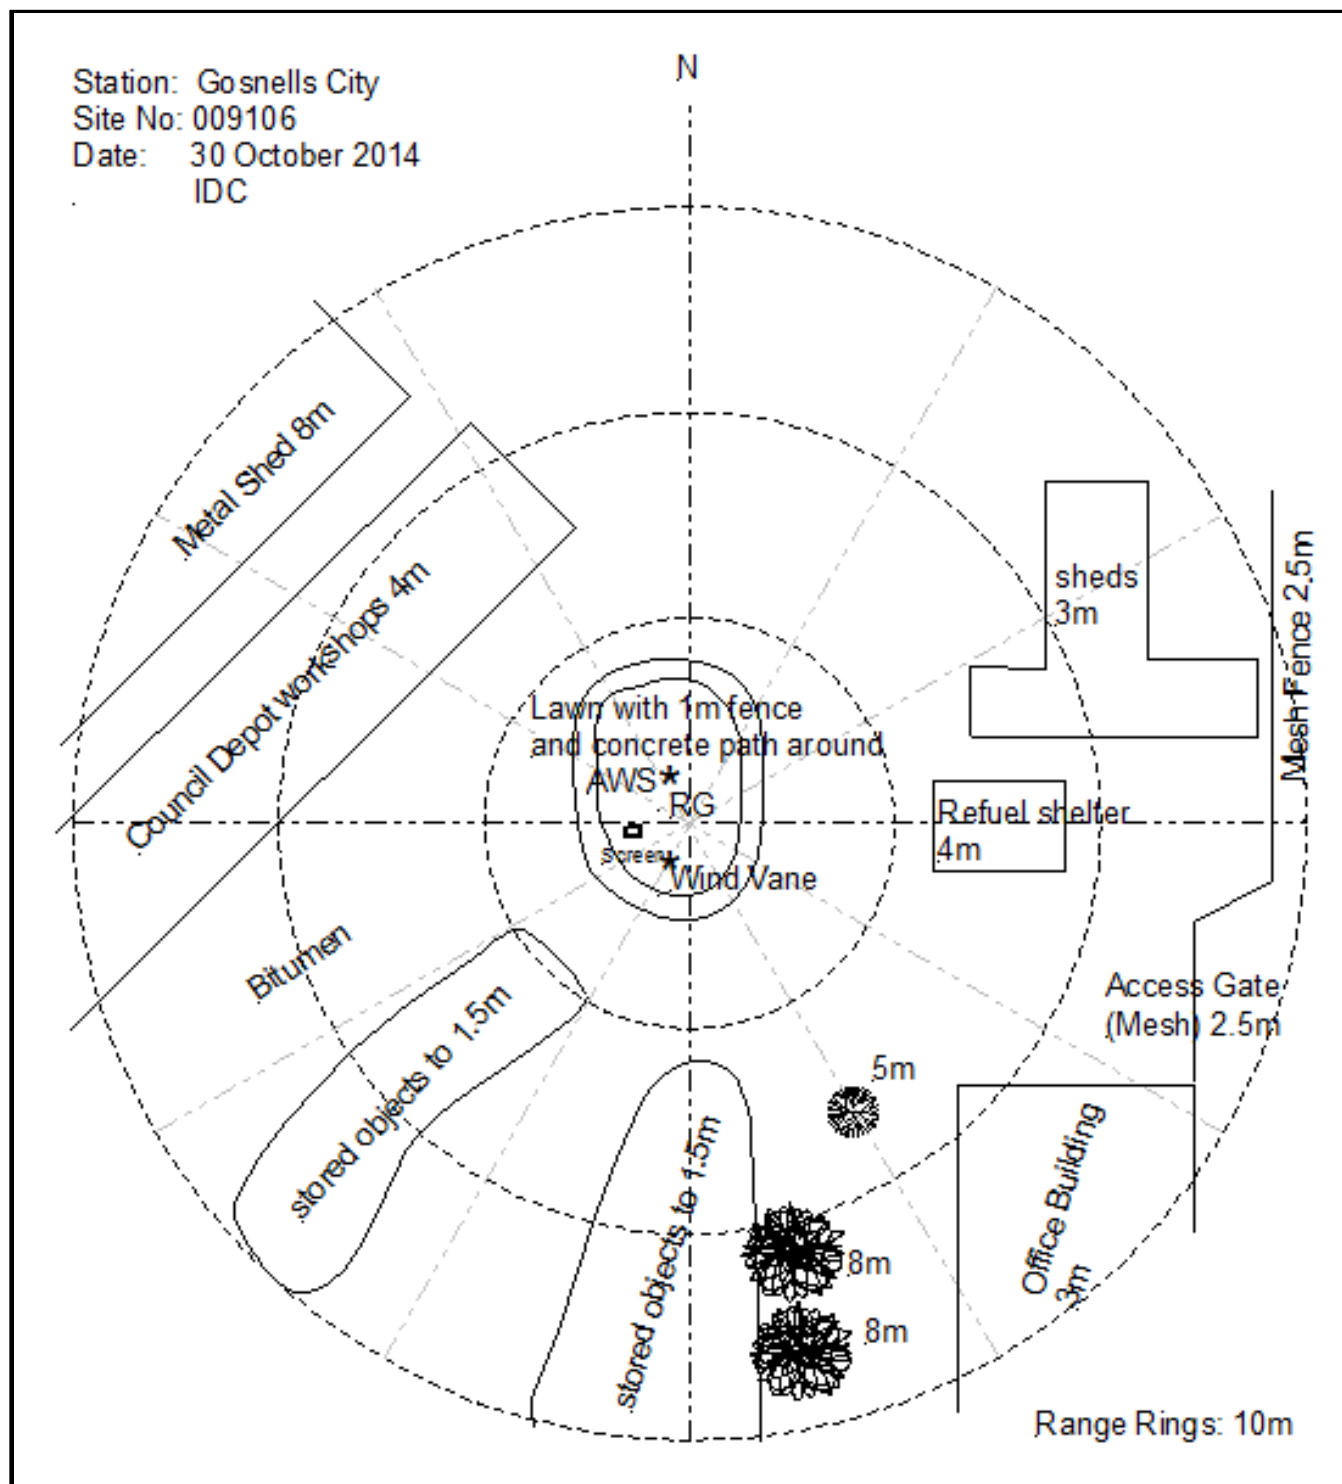 N
Station: Gosnells City
Site No: 009106
Date: 30 October 2014
IDC
Metal Shed 8m
Council Depot workshops 4m
sheds
3m
Mesh Fence 2.5m
Lawn with 1m fence
and concrete path around
AWS
RG
Screen
Wind Vane
Refuel shelter
4m
Bitumen
Access Gate
(Mesh) 2.5m
stored objects to 1.5m
5m
stored objects to 1.5m
Office Building
3m
8m
8m
Range Rings: 10m